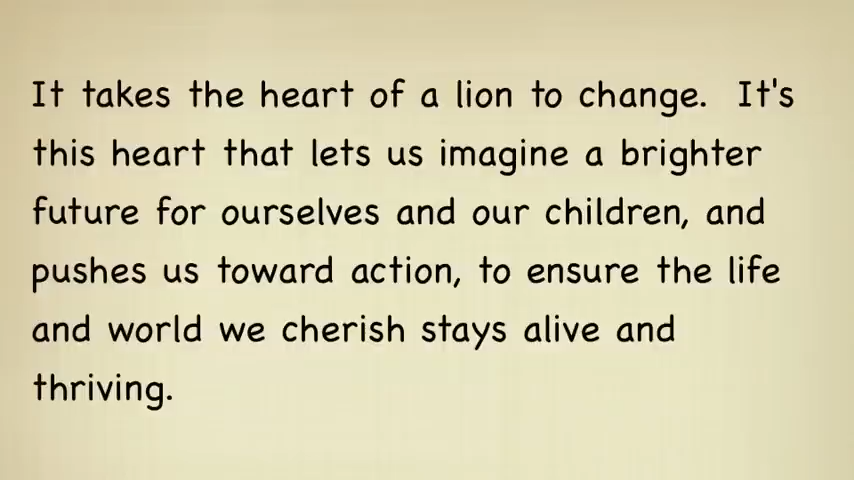 It takes the heart of a lion to change.  It's
this heart that lets us imagine a brighter
future for ourselves and our children, and
pushes us toward action, to ensure the life
and world we cherish stays alive and
thriving.